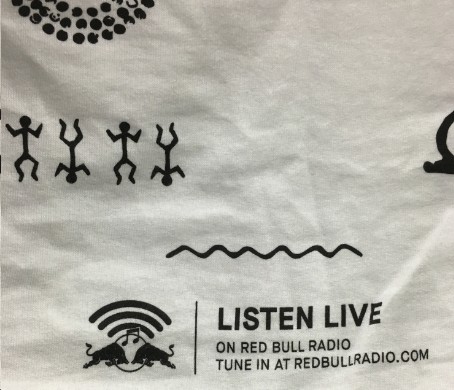 LISTEN LIVE
ON RED BULL RADIO
TUNE IN AT REDBULLRADIO.COM